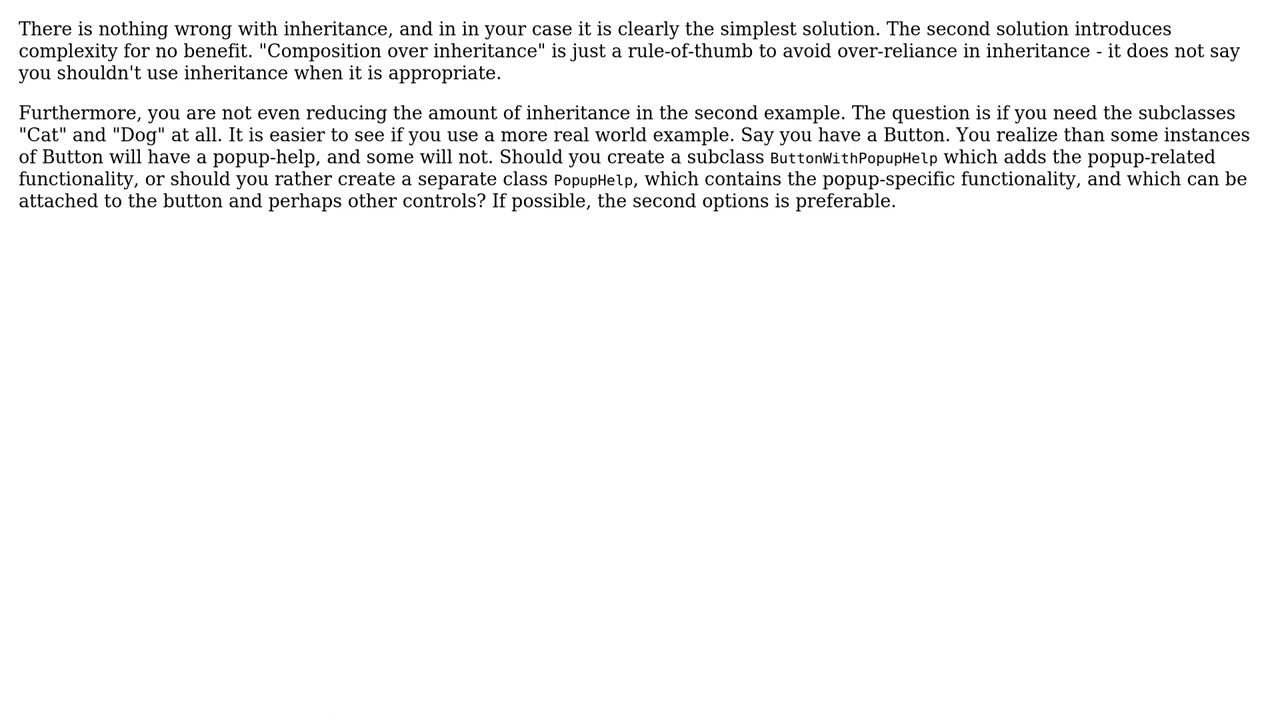 There is nothing wrong with inheritance, and in in your case it is clearly the simplest solution. The second solution introduces
complexity for no benefit. "Composition over inheritance" is just a rule-of-thumb to avoid over-reliance in inheritance - it does not say
you shouldn't use inheritance when it is appropriate.
Furthermore, you are not even reducing the amount of inheritance in the second example. The question is if you need the subclasses
"Cat" and "Dog" at all. It is easier to see if you use a more real world example. Say you have a Button. You realize than some instances
of Button will have a popup-help, and some will not. Should you create a subclass ButtonWithPopupHelp which adds the popup-related
functionality, or should you rather create a separate class PopupHelp, which contains the popup-specific functionality, and which can be
attached to the button and perhaps other controls? If possible, the second options is preferable.